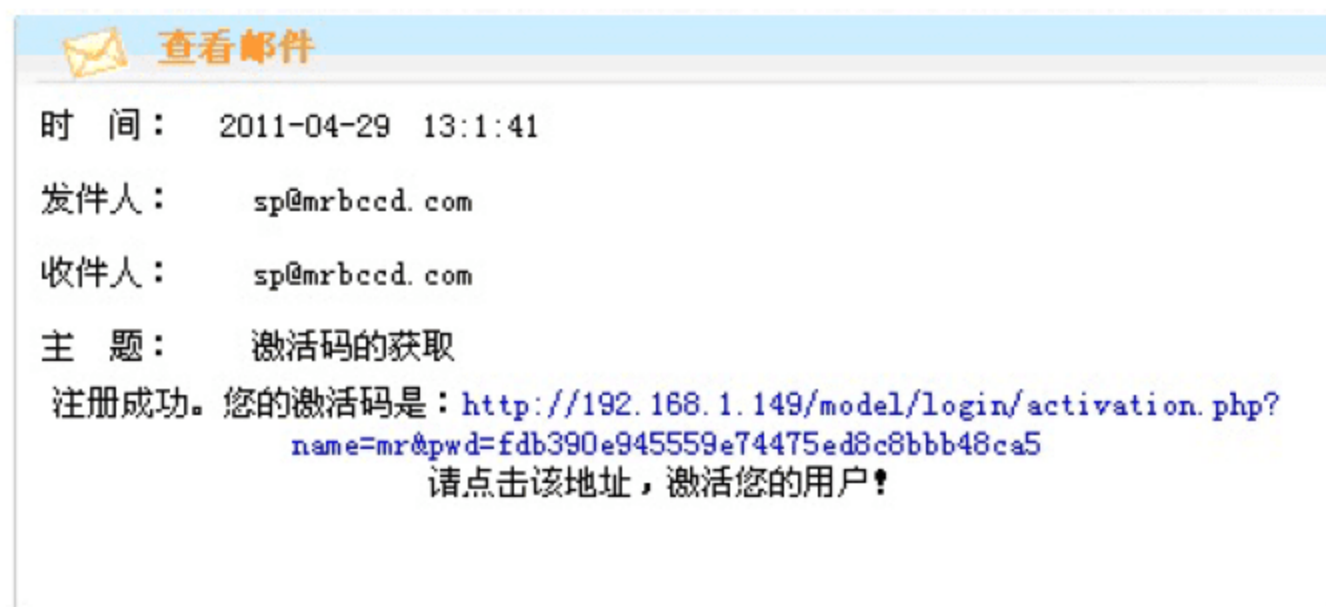 查看邮件
时 间： 2011-04-29 13:1:41
发件人： sp@mrbccd.com
收件人： sp@mrbccd.com
主 题： 激活码的获取
注册成功。您的激活码是：http://192.168.1.149/model/login/activation.php?
name=mr&pwd=fdb390e945559e74475ed8c8bbb48ca5
请点击该地址，激活您的用户！